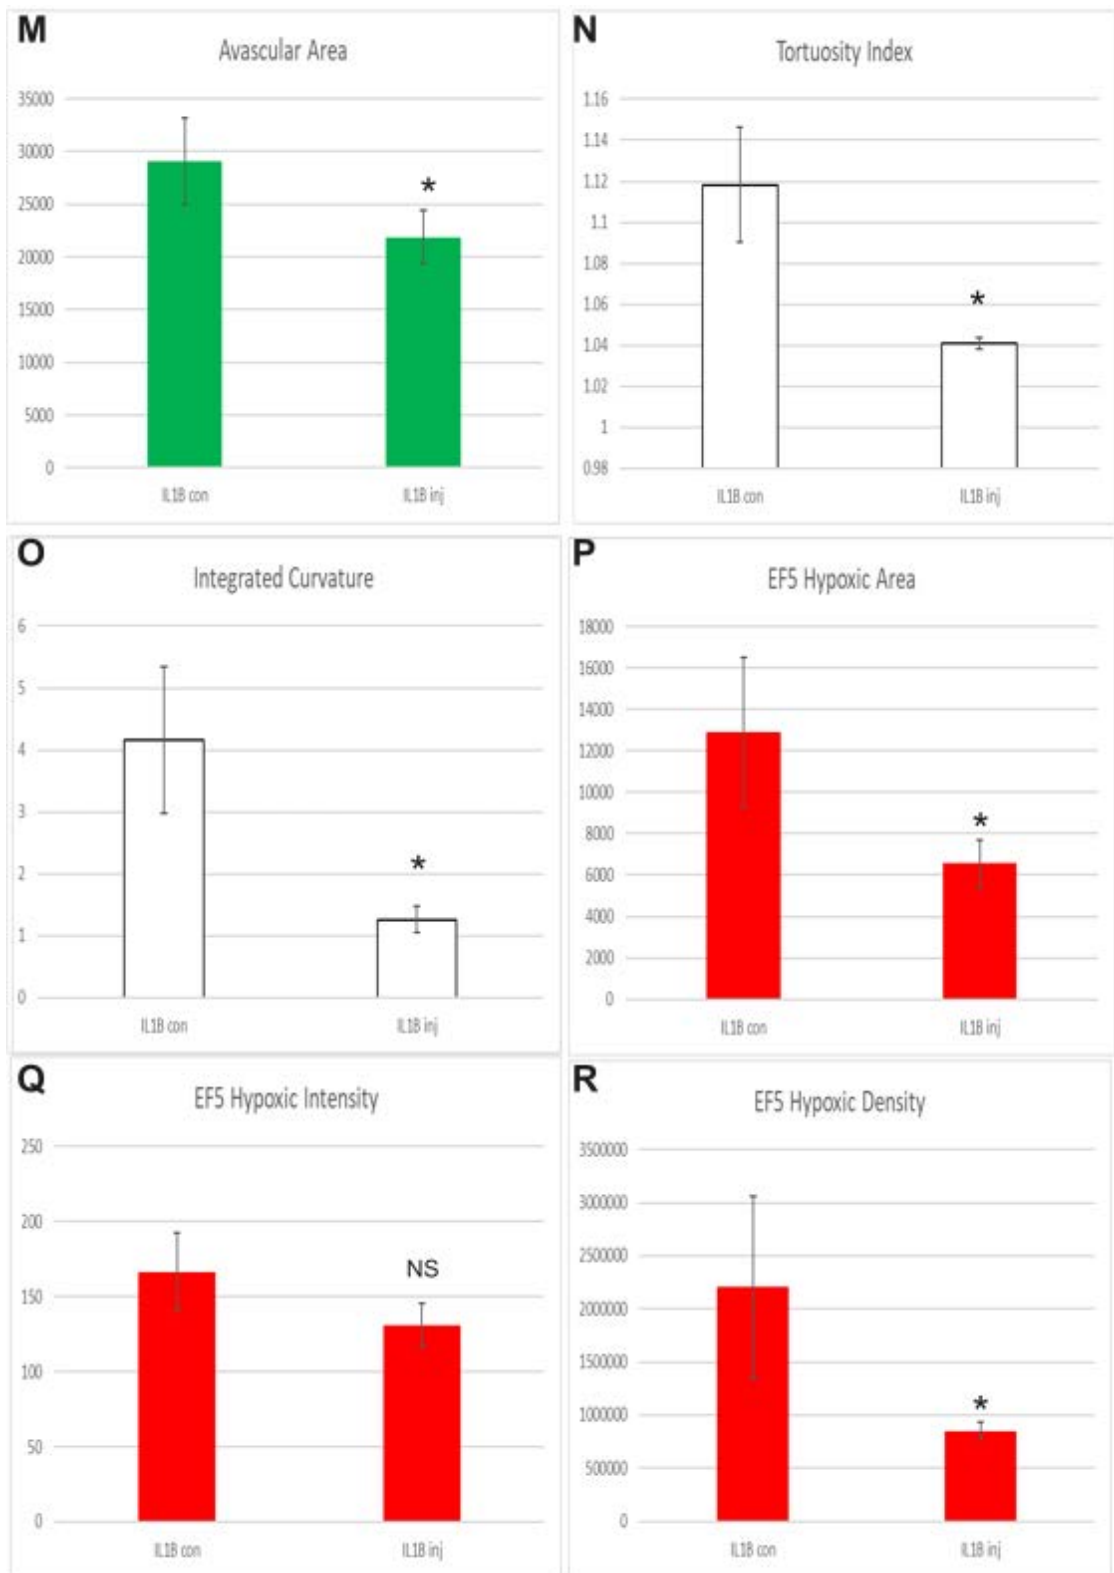 M
Avascular Area
35000
30000
25000
20000
15000
10000
5000
0
*
IL1B con
IL1B inj
N
Tortuosity Index
1.16
1.14
1.12
1.1
1.08
1.06
1.04
1.02
1
0.98
*
IL1B con
IL1B inj
O
Integrated Curvature
6
5
4
3
2
1
0
*
IL1B con
IL1B inj
P
EF5 Hypoxic Area
18000
16000
14000
12000
10000
8000
6000
4000
2000
0
*
IL1B con
IL1B inj
Q
EF5 Hypoxic Intensity
250
200
150
100
50
0
NS
IL1B con
IL1B inj
R
EF5 Hypoxic Density
3500000
3000000
2500000
2000000
1500000
1000000
500000
0
*
IL1B con
IL1B inj